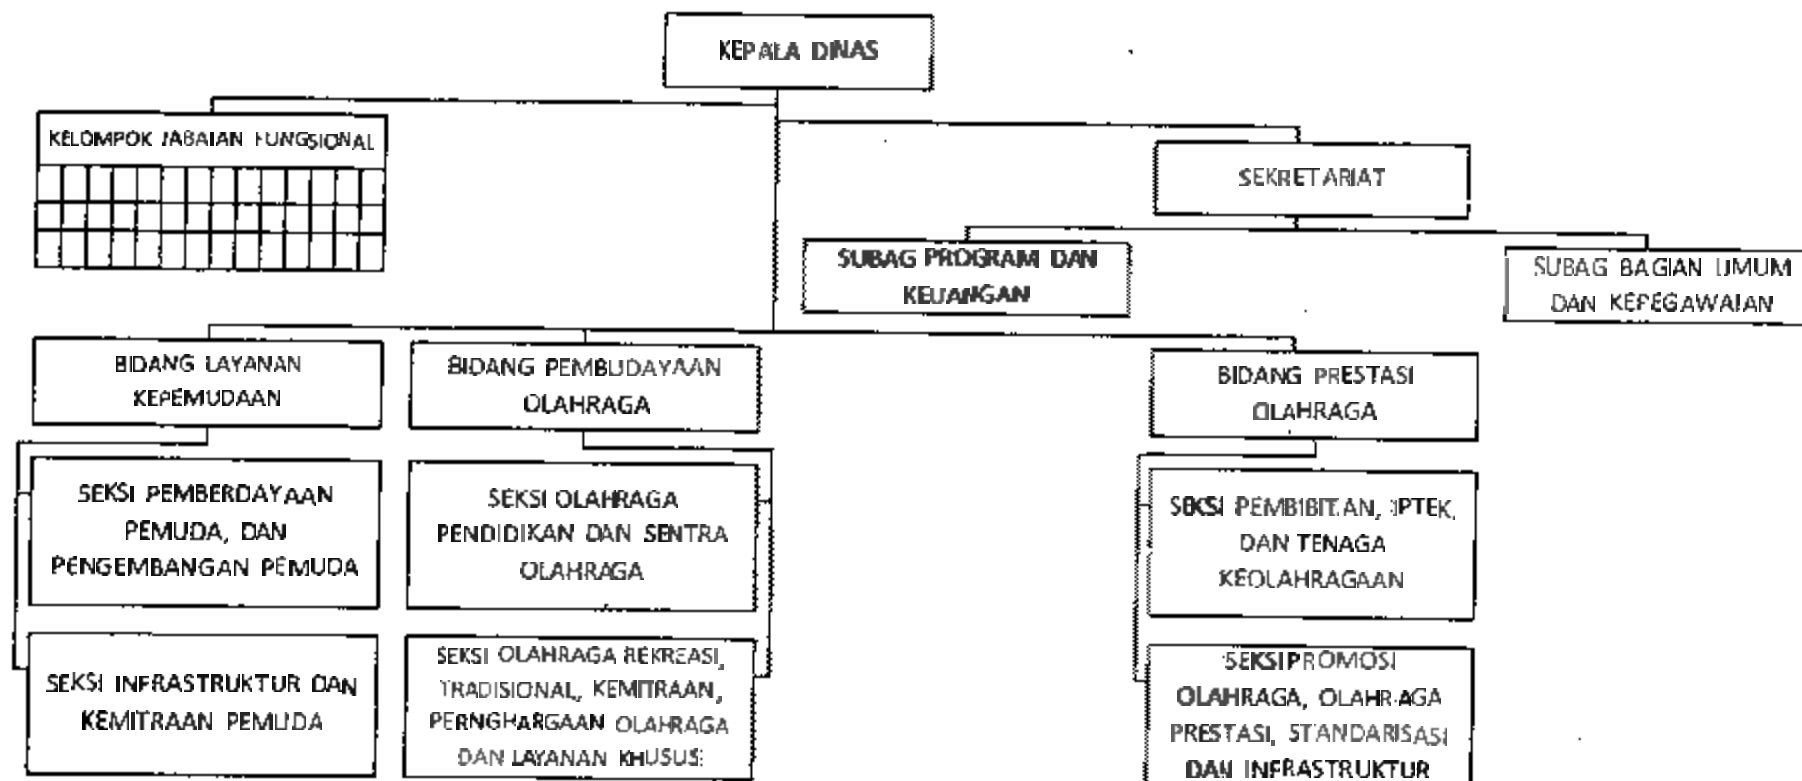 KEPALA DINAS
KELOMPOK JABATAN FUNGSIONAL
SEKRETARIAT
SUBAG PROGRAM DAN
KEUANGAN
SUBAG BAGIAN UMUM
DAN KEPEGAWAIAN
BIDANG LAYANAN
KEPEMUDAAN
BIDANG PEMBUDAYAAN
OLAHRAGA
BIDANG PRESTASI
OLAHRAGA
SEKSI PEMBERDAYAAN
PEMUDA, DAN
PENGEMBANGAN PEMUDA
SEKSI OLAHRAGA
PENDIDIKAN DAN SENTRA
OLAHRAGA
SEKSI PEMBIBITAN, IPTEK,
DAN TENAGA
KEOLAHRAGAAN
SEKSI INFRASTRUKTUR DAN
KEMITRAAN PEMUDA
SEKSI OLAHRAGA REKREASI,
TRADISIONAL, KEMITRAAN,
PERNGHARGAAN OLAHRAGA
DAN LAYANAN KHUSUS
SEKSI PROMOSI
OLAHRAGA, OLAHRAGA
PRESTASI, STANDARISASI
DAN INFRASTRUKTUR